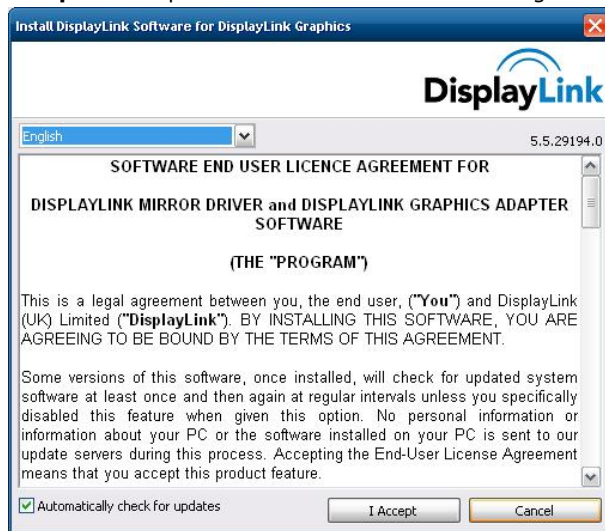 Install DisplayLink Software for DisplayLink Graphics
DisplayLink
English
5.5.29194.0
SOFTWARE END USER LICENCE AGREEMENT FOR
DISPLAYLINK MIRROR DRIVER and DISPLAYLINK GRAPHICS ADAPTER
SOFTWARE
(THE "PROGRAM")
This is a legal agreement between you, the end user, ("You") and DisplayLink
(UK) Limited ("DisplayLink"). BY INSTALLING THIS SOFTWARE, YOU ARE
AGREEING TO BE BOUND BY THE TERMS OF THIS AGREEMENT.
Some versions of this software, once installed, will check for updated system
software at least once and then again at regular intervals unless you specifically
disabled this feature when given this option. No personal information or
information about your PC or the software installed on your PC is sent to our
update servers during this process. Accepting the End-User License Agreement
means that you accept this product feature.
Automatically check for updates
I Accept
Cancel